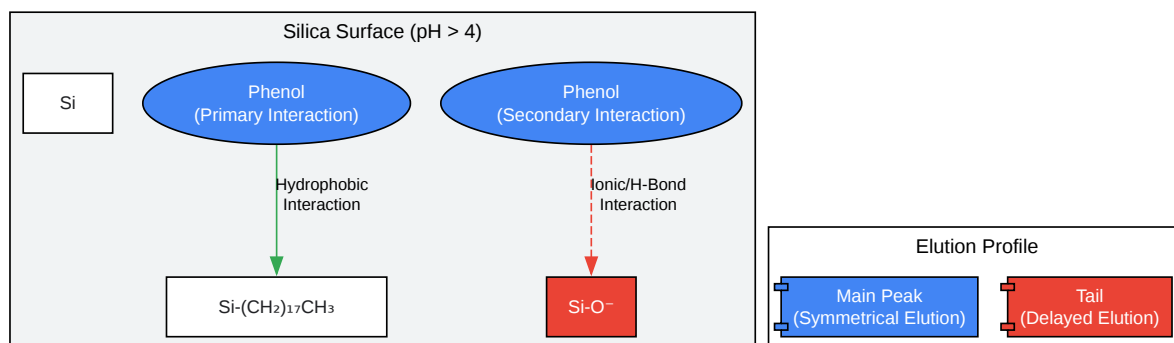 Silica Surface (pH > 4)
Si
Phenol
(Primary Interaction)
Phenol
(Secondary Interaction)
Hydrophobic
Interaction
Ionic/H-Bond
Interaction
Si-(CH₂)₁₇CH₃
Si-O⁻
Elution Profile
Main Peak
(Symmetrical Elution)
Tail
(Delayed Elution)